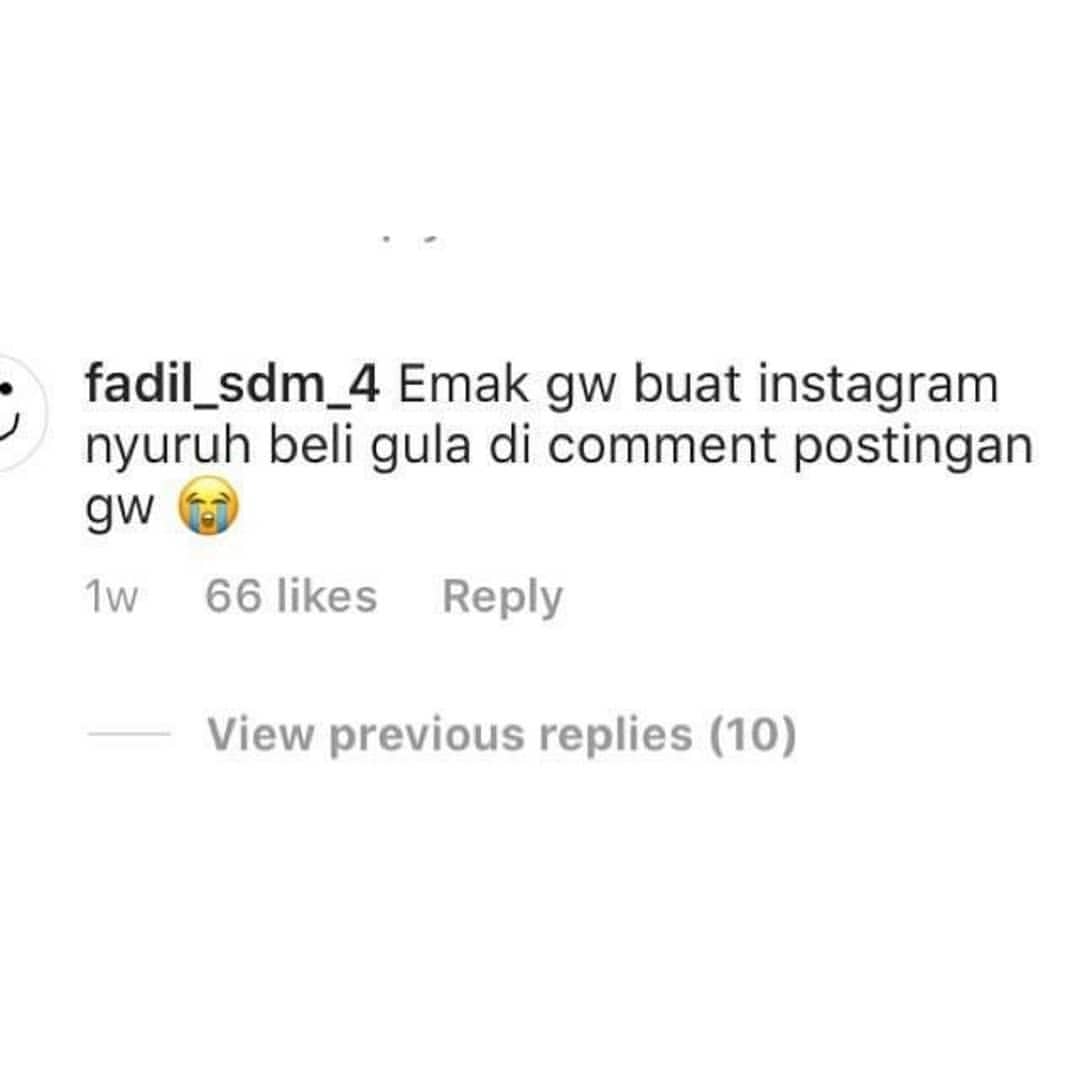 fadil_sdm_4 Emak gw buat instagram
nyuruh beli gula di comment postingan
gw 😭
1w 66 likes Reply
View previous replies (10)